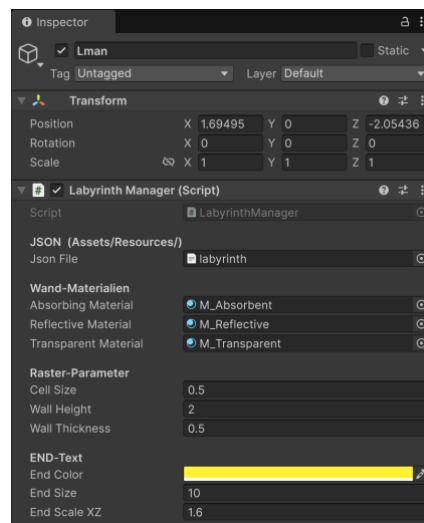 Inspector
Lman Static
Tag Untagged Layer Default
Transform
Position X 1.69495 Y 0 Z -2.05436
Rotation X 0 Y 0 Z 0
Scale X 1 Y 1 Z 1
# Labyrinth Manager (Script)
Script LabyrinthManager
JSON (Assets/Resources/)
Json File labyrinth
Wand-Materialien
Absorbing Material M_Absorbent
Reflective Material M_Reflective
Transparent Material M_Transparent
Raster-Parameter
Cell Size 0.5
Wall Height 2
Wall Thickness 0.5
END-Text
End Color
End Size 10
End Scale XZ 1.6